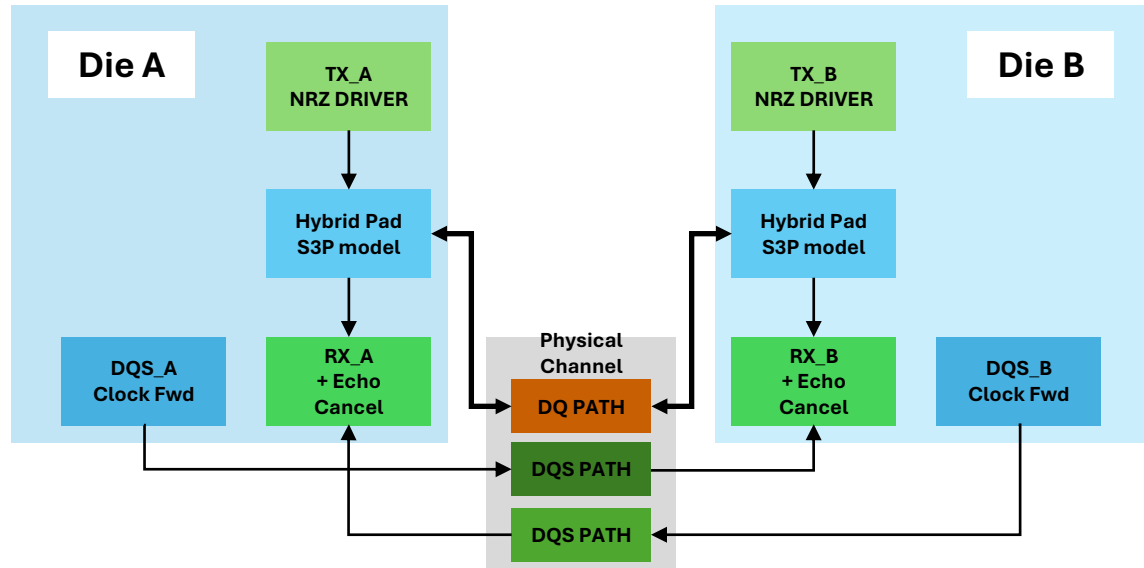 Die A
TX_A
NRZ DRIVER
Hybrid Pad
S3P model
DQS_A
Clock Fwd
RX_A
+ Echo
Cancel
Physical
Channel
DQ PATH
DQS PATH
DQS PATH
Die B
TX_B
NRZ DRIVER
Hybrid Pad
S3P model
RX_B
+ Echo
Cancel
DQS_B
Clock Fwd